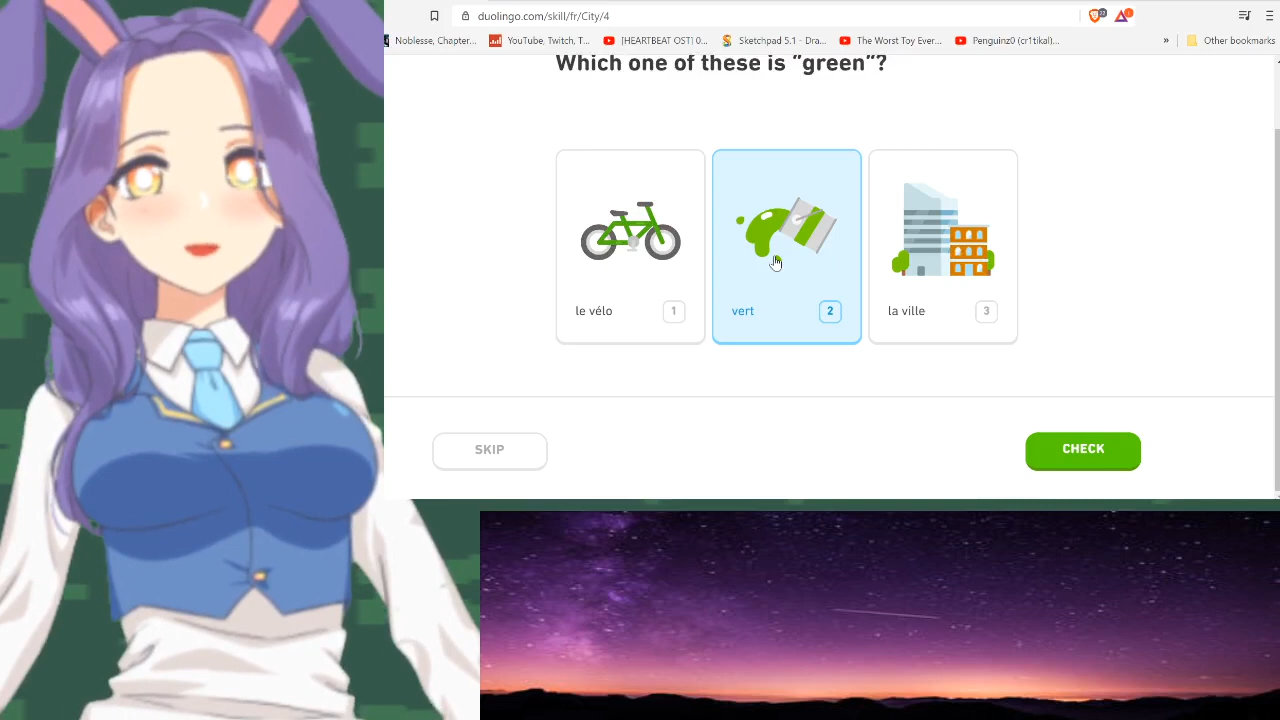 duolingo.com/skill/fr/City/4
Noblesse, Chapter...
YouTube, Twitch, T...
[HEARTBEAT OST] 0...
Sketchpad 5.1 - Dra...
The Worst Toy Ever...
Penguinz0 (cr1tikal)...
»
Other bookmarks
Which one of these is "green"?
le vélo 1
vert 2
la ville 3
SKIP
CHECK